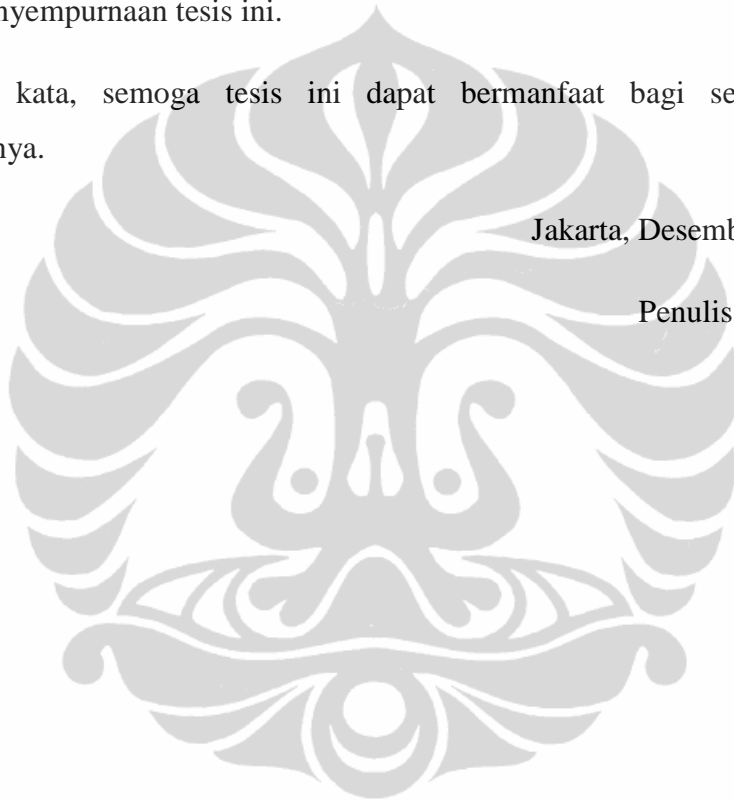 nyempurnaan tesis ini.
kata, semoga tesis ini dapat bermanfaat bagi se
nya.
Jakarta, Desemb
Penulis